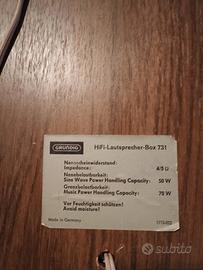 GRUNDIG
HiFi-Lautsprecher-Box 731
Nennscheinwiderstand:
Impedance: 4/8 Ω
Nennbelastbarkeit:
Sine Wave Power Handling Capacity: 50 W
Grenzbelastbarkeit:
Music Power Handling Capacity: 70 W
Vor Feuchtigkeit schützen!
Avoid moisture!
Made in Germany
subito